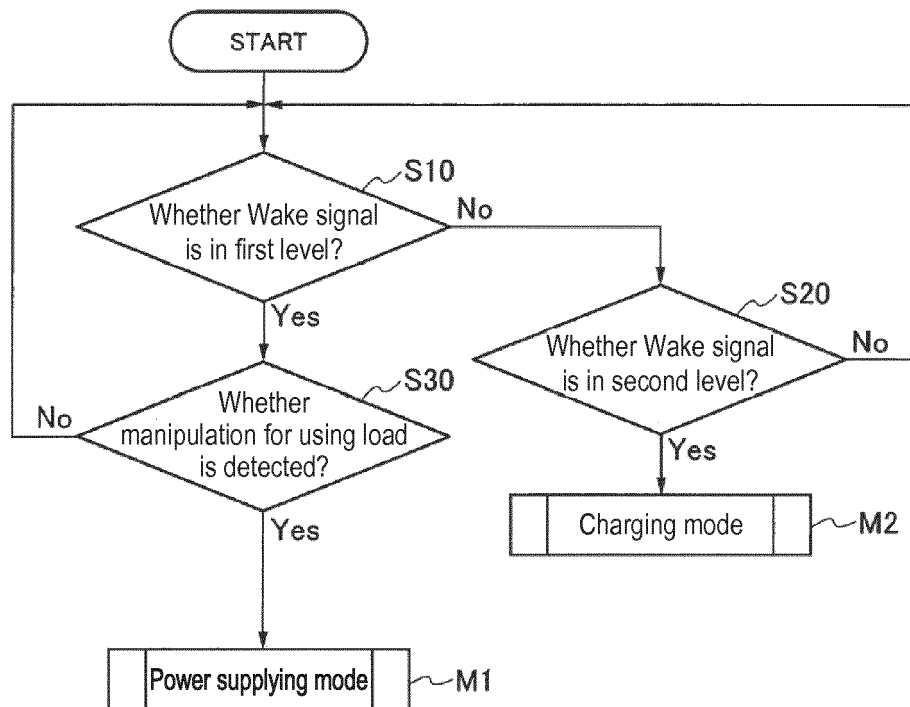 START
S10
Whether Wake signal
is in first level?
No
Yes
S20
Whether Wake signal
is in second level?
No
Yes
S30
Whether
manipulation for using load
is detected?
No
Yes
Charging mode
M2
Power supplying mode
M1